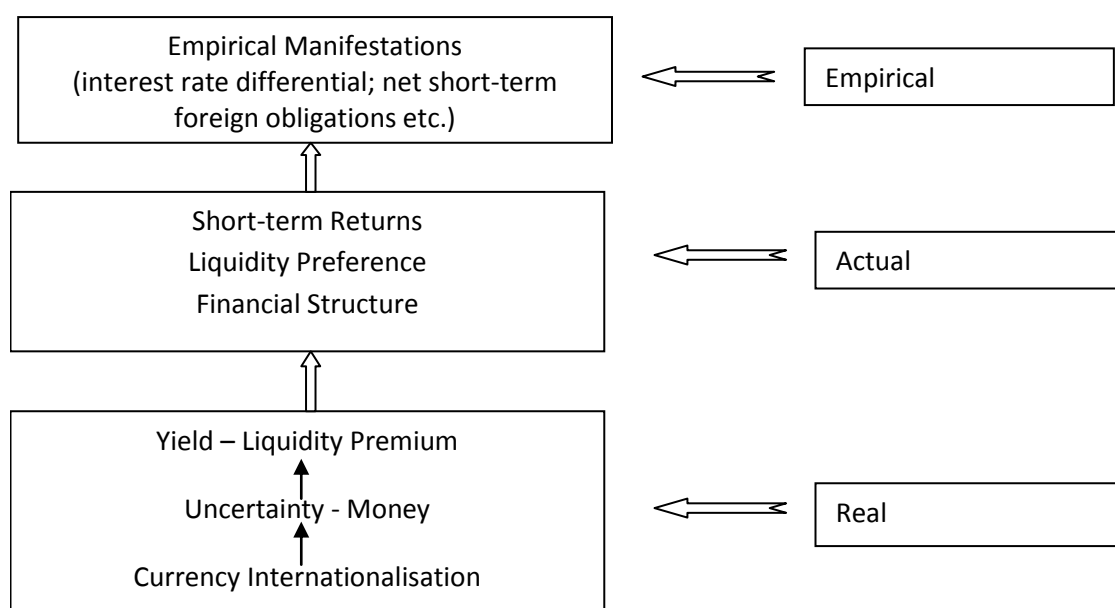 Empirical Manifestations
(interest rate differential; net short-term
foreign obligations etc.)
Empirical
Short-term Returns
Liquidity Preference
Financial Structure
Actual
Yield – Liquidity Premium
Uncertainty - Money
Currency Internationalisation
Real